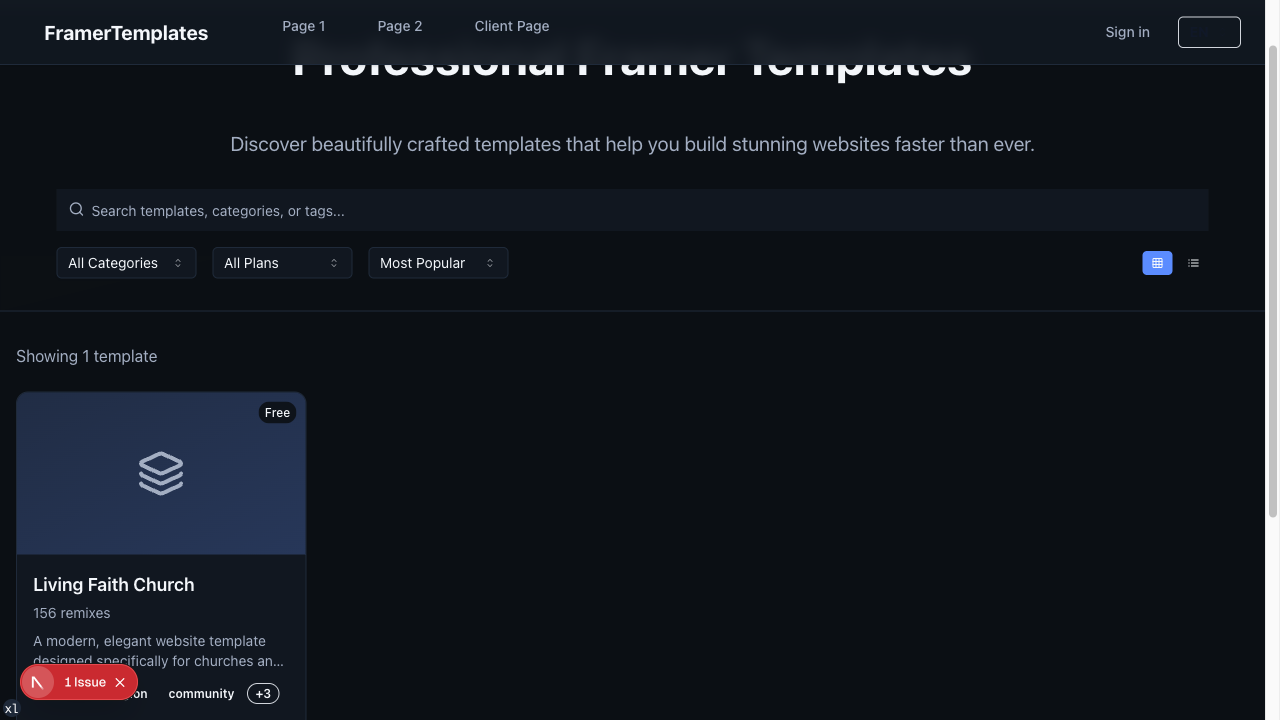 FramerTemplates
Page 1
Page 2
Client Page
Sign in
Professional Framer Templates
Discover beautifully crafted templates that help you build stunning websites faster than ever.
Search templates, categories, or tags...
All Categories
All Plans
Most Popular
Showing 1 template
Free
Living Faith Church
156 remixes
A modern, elegant website template
designed specifically for churches an...
1 Issue
on
community
+3
xl